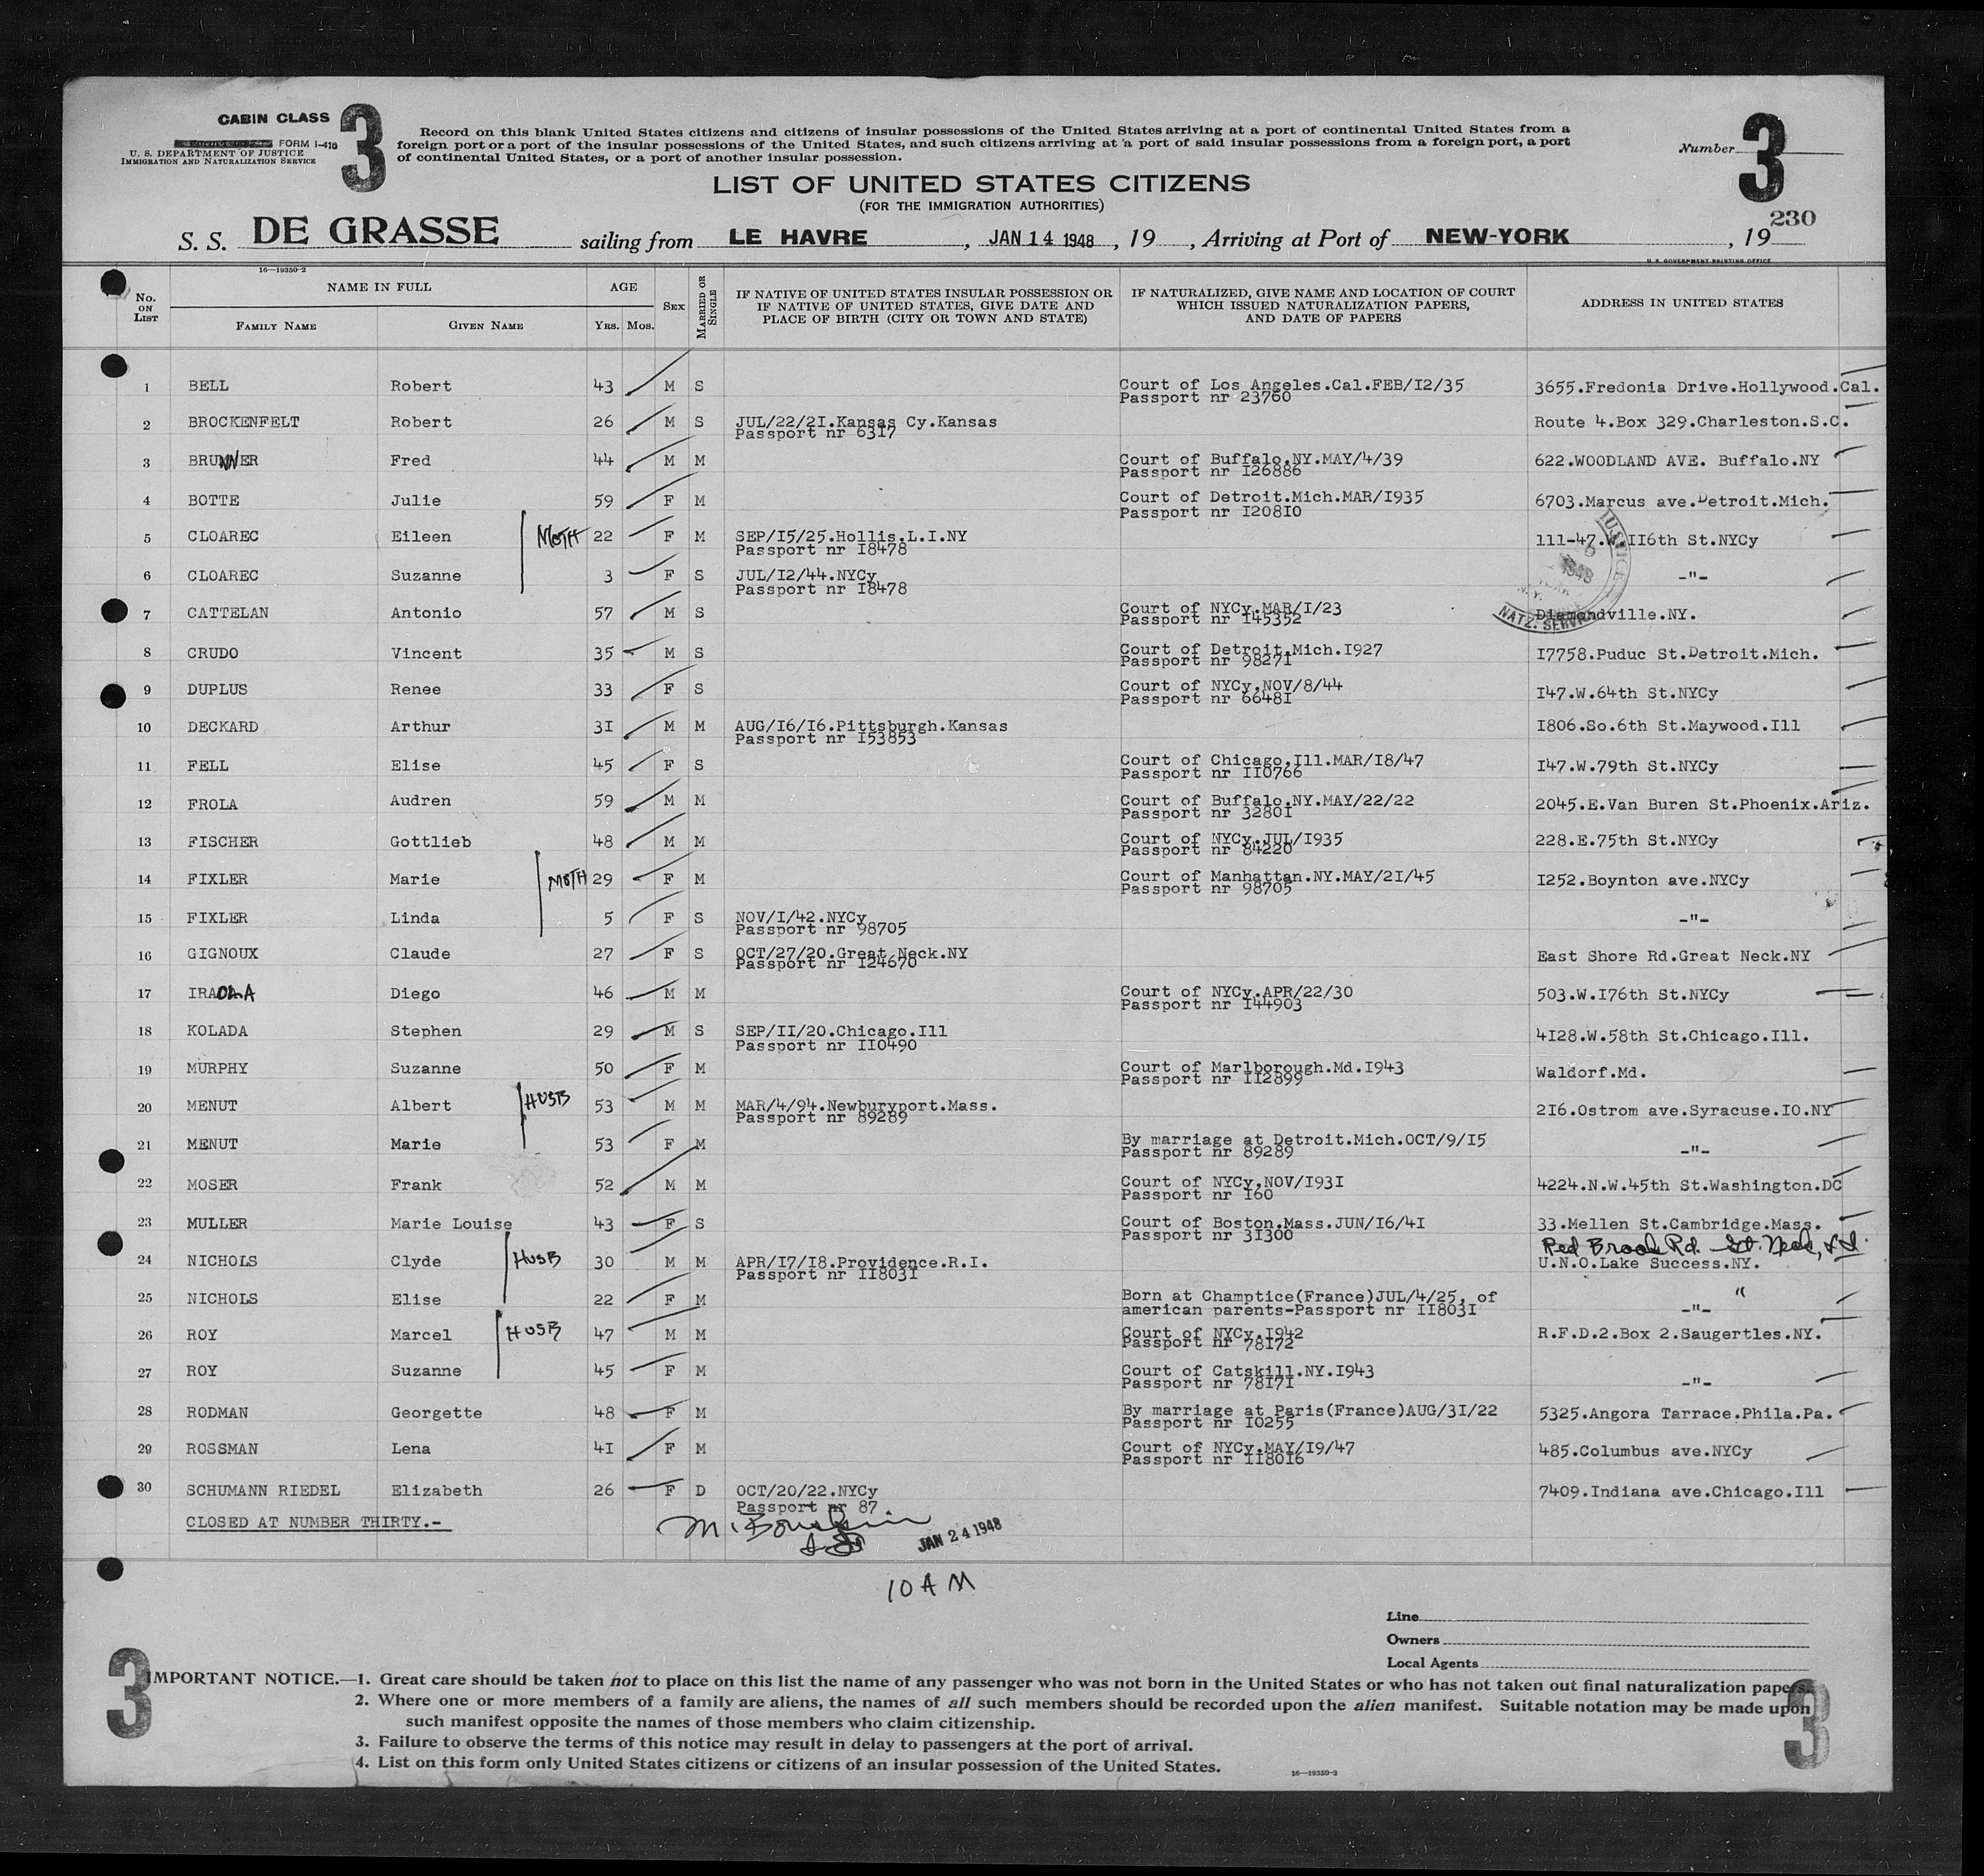 CABIN CLASS
FORM I-418
U. S. DEPARTMENT OF JUSTICE
IMMIGRATION AND NATURALIZATION SERVICE
3
Record on this blank United States citizens and citizens of insular possessions of the United States arriving at a port of continental United States from a
foreign port or a port of the insular possessions of the United States, and such citizens arriving at a port of said insular possessions from a foreign port, a port
of continental United States, or a port of another insular possession.
Number 3
LIST OF UNITED STATES CITIZENS
(FOR THE IMMIGRATION AUTHORITIES)
230
S. S. DE GRASSE sailing from LE HAVRE, JAN 14 1948, 19 , Arriving at Port of NEW-YORK, 19
U. S. GOVERNMENT PRINTING OFFICE
16—19350-2
No. ON LIST NAME IN FULL AGE SEX MARRIED OR SINGLE IF NATIVE OF UNITED STATES INSULAR POSSESSION OR IF NATIVE OF UNITED STATES, GIVE DATE AND PLACE OF BIRTH (CITY OR TOWN AND STATE) IF NATURALIZED, GIVE NAME AND LOCATION OF COURT WHICH ISSUED NATURALIZATION PAPERS, AND DATE OF PAPERS ADDRESS IN UNITED STATES
FAMILY NAME GIVEN NAME YRS. MOS.
1 BELL Robert 43 M S Court of Los Angeles.Cal.FEB/I2/35 3655.Fredonia Drive.Hollywood.Cal.
Passport nr 23760
2 BROCKENFELT Robert 26 M S JUL/22/2I.Kansas Cy.Kansas Route 4.Box 329.Charleston.S.C.
Passport nr 63I7
3 BRUNNER Fred 44 M M Court of Buffalo.NY.MAY/4/39 622.WOODLAND AVE. Buffalo.NY
Passport nr I26886
4 BOTTE Julie 59 F M Court of Detroit.Mich.MAR/I935 6703.Marcus ave.Detroit.Mich.
Passport nr I208I0
5 CLOAREC Eileen MOTH 22 F M SEP/I5/25.Hollis.L.I.NY 111-47.W.II6th St.NYCy
Passport nr I8478
6 CLOAREC Suzanne 3 F S JUL/I2/44.NYCy -"-
Passport nr I8478
7 CATTELAN Antonio 57 M S Court of NYCy.MAR/I/23 Diamondville.NY.
Passport nr I45352
JUSTICE
1948
N.Y.
NATZ. SERVICE
8 CRUDO Vincent 35 M S Court of Detroit.Mich.I927 I7758.Puduc St.Detroit.Mich.
Passport nr 9827I
9 DUPLUS Renee 33 F S Court of NYCy.NOV/8/44 I47.W.64th St.NYCy
Passport nr 6648I
10 DECKARD Arthur 3I M M AUG/I6/I6.Pittsburgh.Kansas I806.So.6th St.Maywood.Ill
Passport nr I53853
11 FELL Elise 45 F S Court of Chicago.Ill.MAR/I8/47 I47.W.79th St.NYCy
Passport nr II0766
12 FROLA Audren 59 M M Court of Buffalo.NY.MAY/22/22 2045.E.Van Buren St.Phoenix.Ariz.
Passport nr 3280I
13 FISCHER Gottlieb 48 M M Court of NYCy.JUL/I935 228.E.75th St.NYCy
Passport nr 84220
14 FIXLER Marie MOTH 29 F M Court of Manhattan.NY.MAY/2I/45 I252.Boynton ave.NYCy
Passport nr 98705
15 FIXLER Linda 5 F S NOV/I/42.NYCy -"-
Passport nr 98705
16 GIGNOUX Claude 27 F S OCT/27/20.Great Neck.NY East Shore Rd.Great Neck.NY
Passport nr I24670
17 IRAOLA Diego 46 M M Court of NYCy.APR/22/30 503.W.I76th St.NYCy
Passport nr I44903
18 KOLADA Stephen 29 M S SEP/II/20.Chicago.Ill 4I28.W.58th St.Chicago.Ill.
Passport nr II0490
19 MURPHY Suzanne 50 F M Court of Marlborough.Md.I943 Waldorf.Md.
Passport nr II2899
20 MENUT Albert HUSB 53 M M MAR/4/94.Newburyport.Mass. 2I6.Ostrom ave.Syracuse.IO.NY
Passport nr 89289
21 MENUT Marie 53 F M By marriage at Detroit.Mich.OCT/9/I5 -"-
Passport nr 89289
22 MOSER Frank 52 M M Court of NYCy.NOV/I93I 4224.N.W.45th St.Washington.DC
Passport nr I60
23 MULLER Marie Louise 43 F S Court of Boston.Mass.JUN/I6/4I 33.Mellen St.Cambridge.Mass.
Passport nr 3I300
Red Brook Rd. Gt. Neck, L.I.
24 NICHOLS Clyde HUSB 30 M M APR/I7/I8.Providence.R.I. U.N.O.Lake Success.NY.
Passport nr II803I
25 NICHOLS Elise 22 F M Born at Champtice(France)JUL/4/25, of -"- "
american parents-Passport nr II803I
26 ROY Marcel HUSB 47 M M Court of NYCy.I942 R.F.D.2.Box 2.Saugertles.NY.
Passport nr 78I72
27 ROY Suzanne 45 F M Court of Catskill.NY.I943 -"-
Passport nr 78I7I
28 RODMAN Georgette 48 F M By marriage at Paris(France)AUG/3I/22 5325.Angora Tarrace.Phila.Pa.
Passport nr I0255
29 ROSSMAN Lena 4I F M Court of NYCy.MAY/I9/47 485.Columbus ave.NYCy
Passport nr II80I6
30 SCHUMANN RIEDEL Elizabeth 26 F D OCT/20/22.NYCy 7409.Indiana ave.Chicago.Ill
Passport nr 87.
CLOSED AT NUMBER THIRTY.-
JAN 24 1948
10 A M
Line
Owners
Local Agents
3
IMPORTANT NOTICE.—1. Great care should be taken not to place on this list the name of any passenger who was not born in the United States or who has not taken out final naturalization papers.
2. Where one or more members of a family are aliens, the names of all such members should be recorded upon the alien manifest. Suitable notation may be made upon
such manifest opposite the names of those members who claim citizenship.
3. Failure to observe the terms of this notice may result in delay to passengers at the port of arrival.
4. List on this form only United States citizens or citizens of an insular possession of the United States.
16—19350-2
3